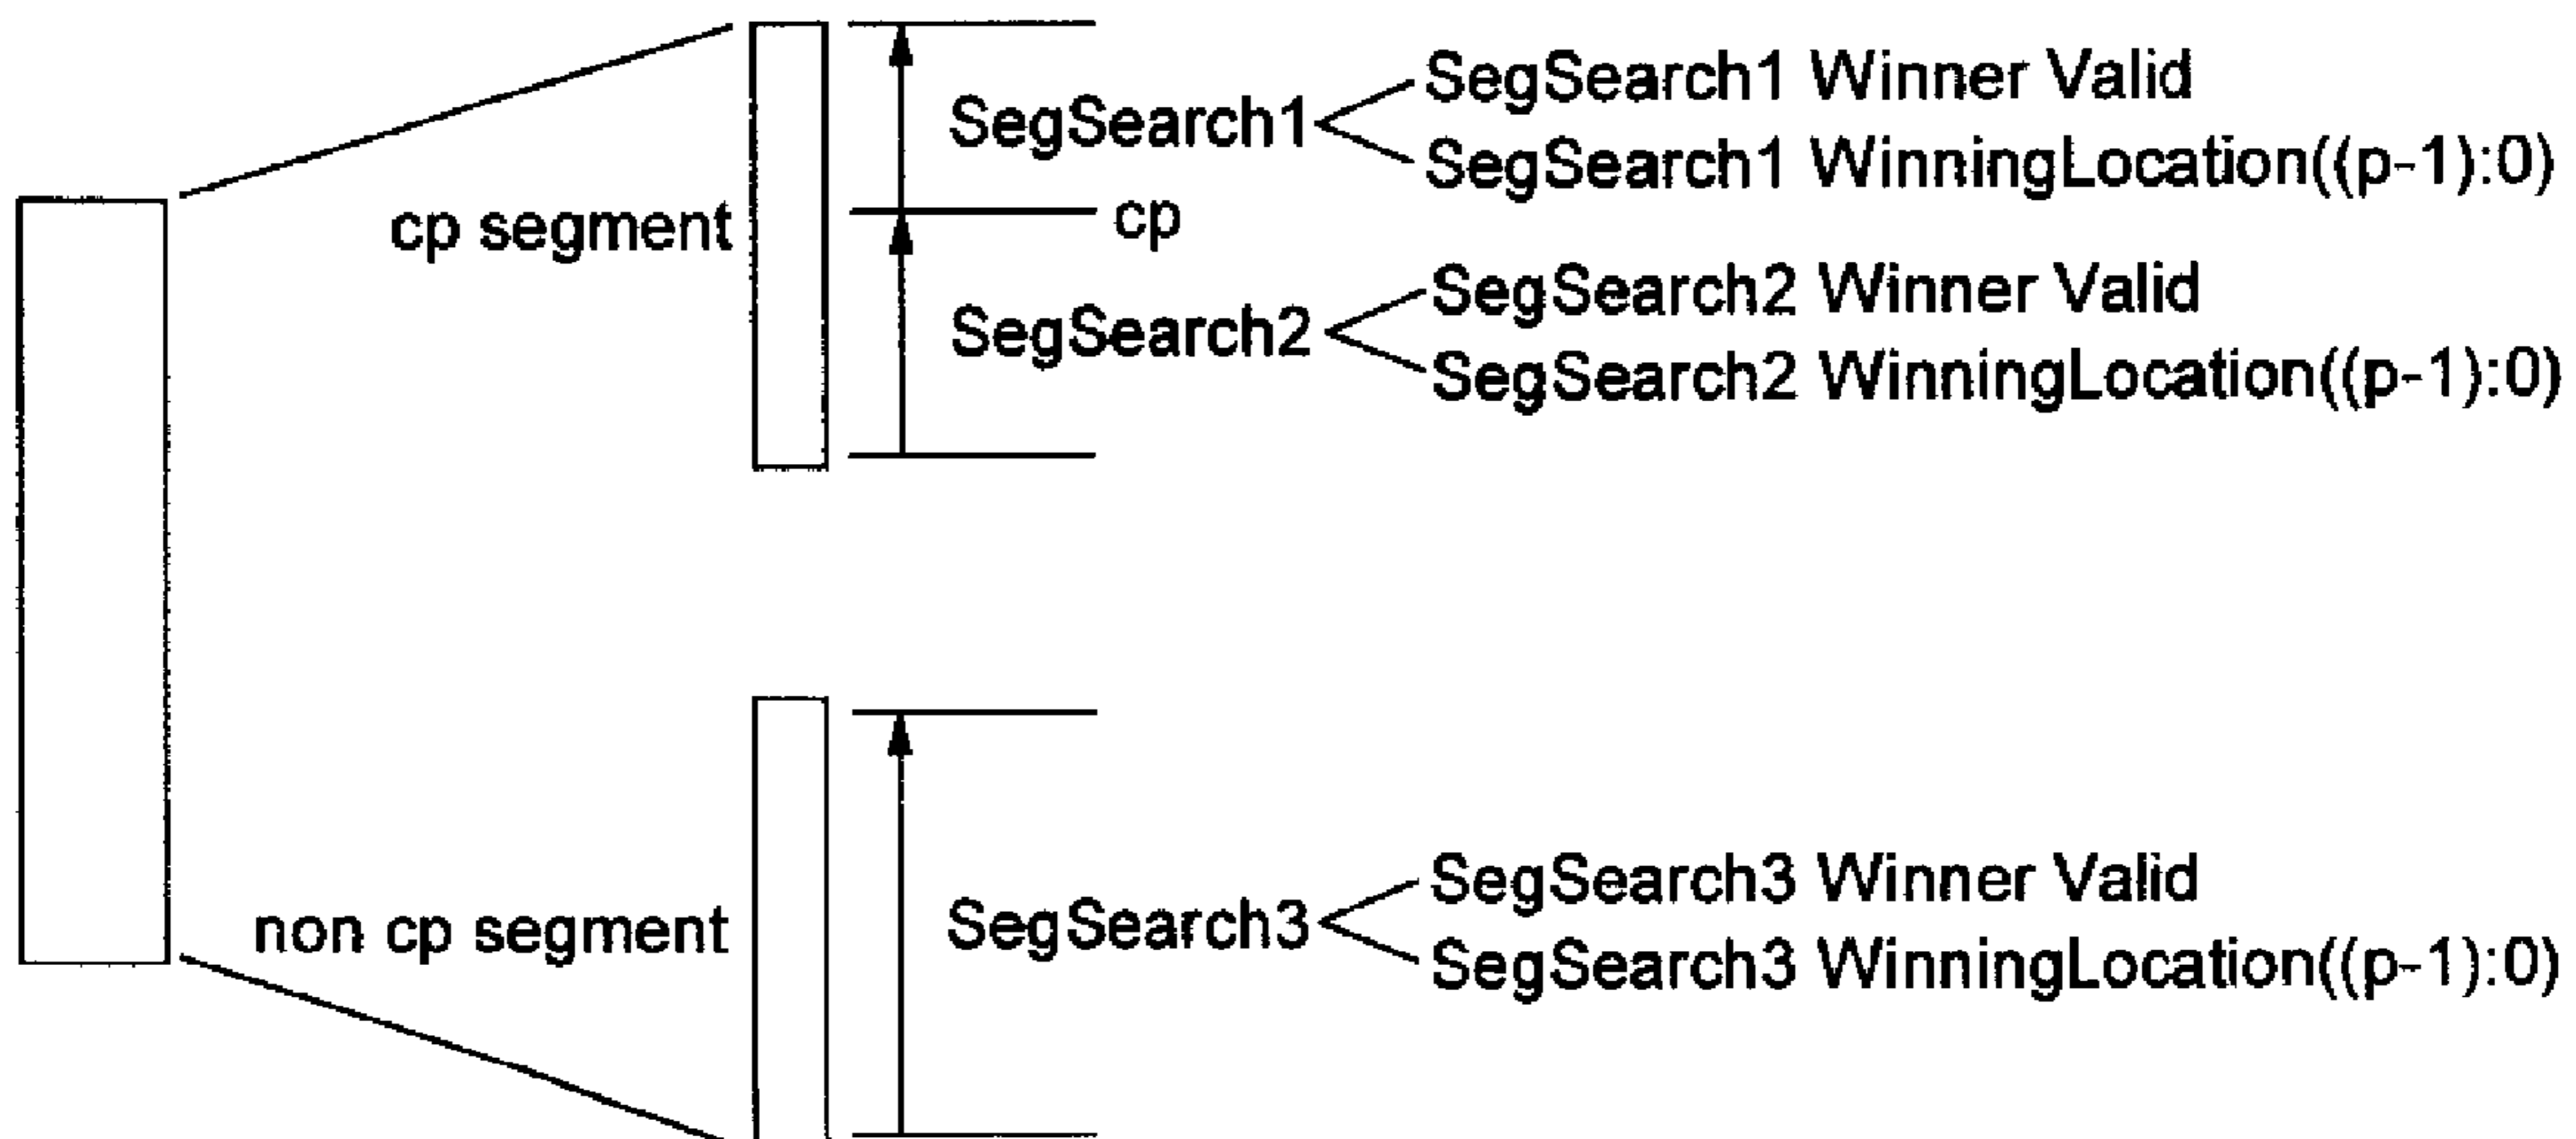 SegSearch1 Winner Valid
SegSearch1
SegSearch1 WinningLocation((p-1):0)
cp segment
cp
SegSearch2 Winner Valid
SegSearch2
SegSearch2 WinningLocation((p-1):0)
SegSearch3 Winner Valid
non cp segment
SegSearch3
SegSearch3 WinningLocation((p-1):0)